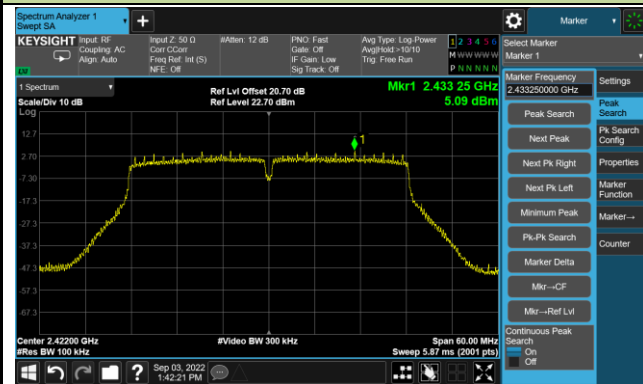 Spectrum Analyzer 1
Swept SA
Marker
KEYSIGHT
Input: RF
Coupling: AC
Align: Auto
Input Z: 50 Ω
Corr CCorr
Freq Ref: Int (S)
NFE: Off
#Atten: 12 dB
PNO: Fast
Gate: Off
IF Gain: Low
Sig Track: Off
Avg Type: Log-Power
Avg|Hold:>10/10
Trig: Free Run
1 2 3 4 5 6
M W W W W W
P N N N N N
LXI
Select Marker
Marker 1
1 Spectrum
Scale/Div 10 dB
Log
Ref Lvl Offset 20.70 dB
Ref Level 22.70 dBm
Mkr1 2.433 25 GHz
5.09 dBm
Marker Frequency
2.433250000 GHz
Peak Search
Next Peak
Next Pk Right
Next Pk Left
Minimum Peak
Pk-Pk Search
Marker Delta
Mkr→CF
Mkr→Ref Lvl
Continuous Peak
Search
On
Off
Settings
Peak
Search
Pk Search
Config
Properties
Marker
Function
Marker→
Counter
12.7
2.70
-7.30
-17.3
-27.3
-37.3
-47.3
-57.3
-67.3
1
Center 2.42200 GHz
#Res BW 100 kHz
#Video BW 300 kHz
Span 60.00 MHz
Sweep 5.87 ms (2001 pts)
Sep 03, 2022
1:42:21 PM